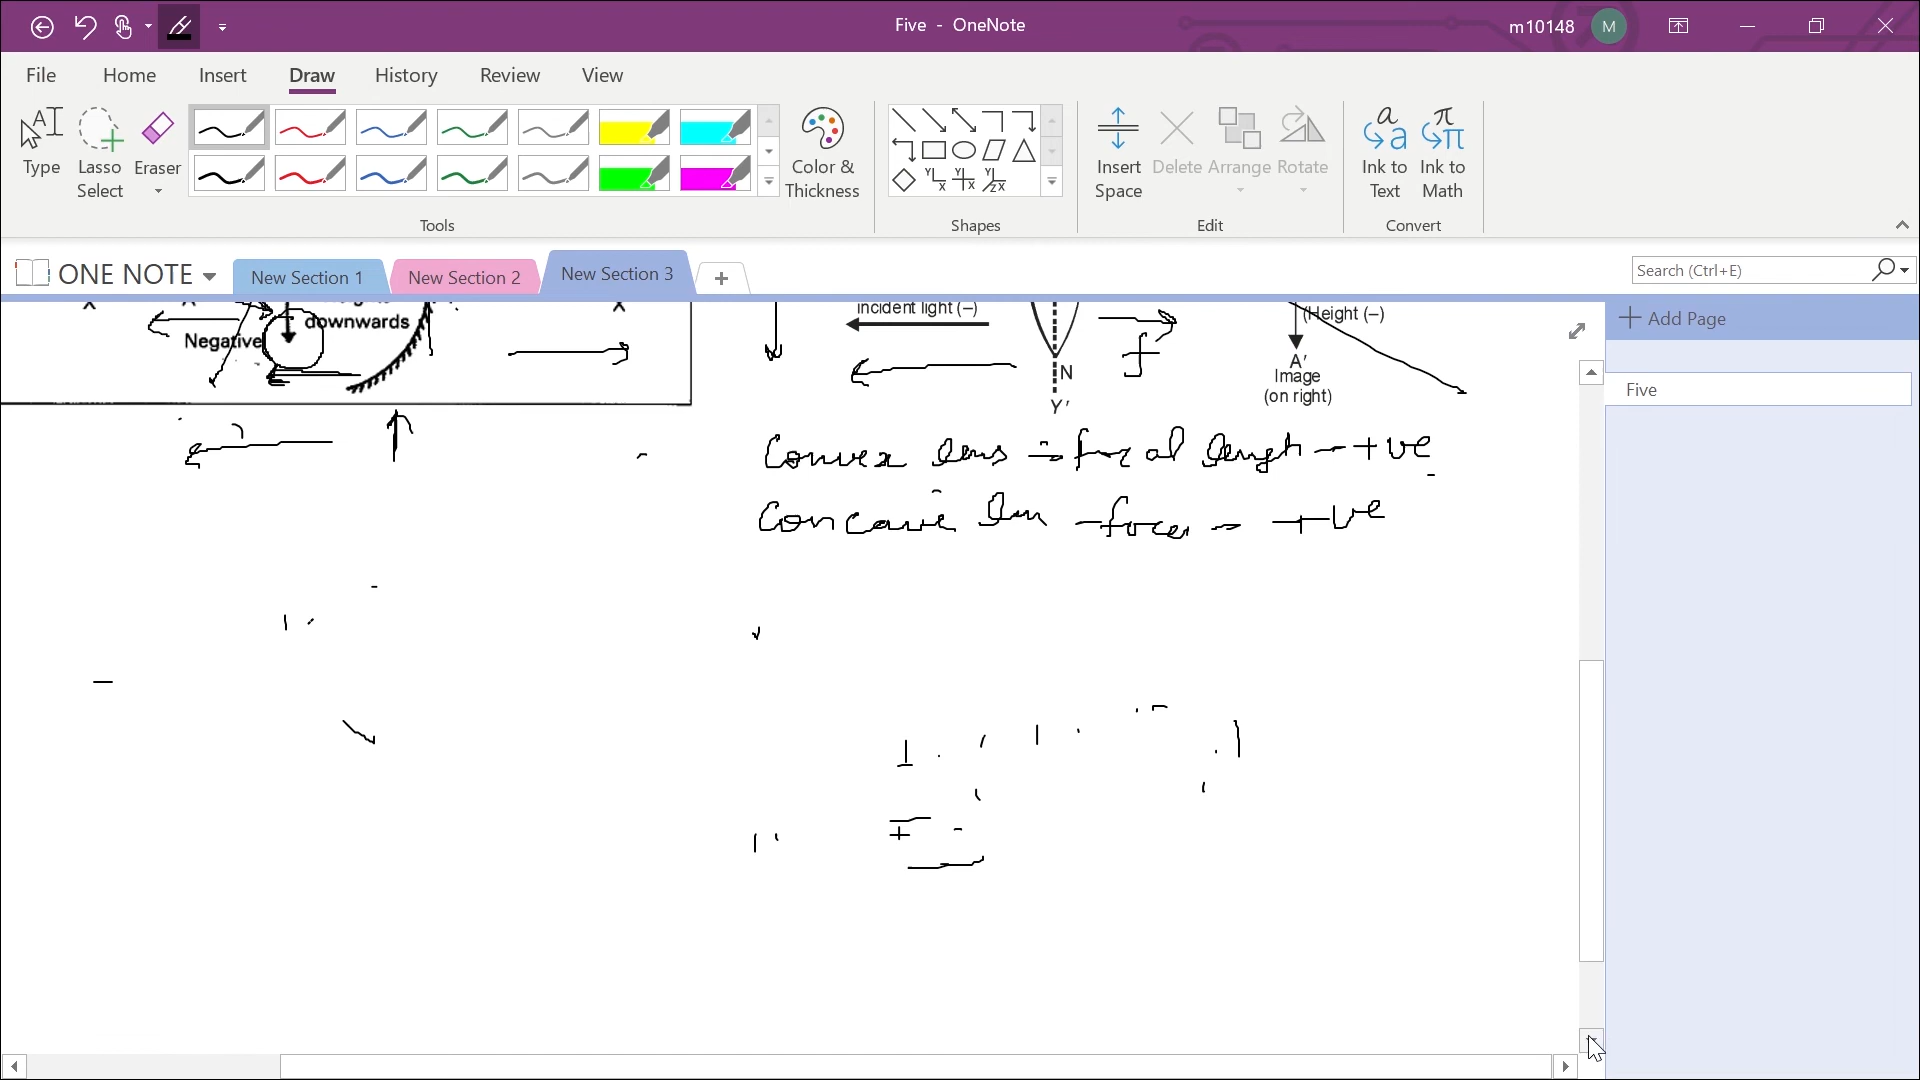 Five - OneNote
m10148
M
File Home Insert Draw History Review View
Type
Lasso Select
Eraser
Color & Thickness
Insert Space
Delete
Arrange
Rotate
Ink to Text
Ink to Math
Tools Shapes Edit Convert
ONE NOTE
New Section 1
New Section 2
New Section 3
Search (Ctrl+E)
Add Page
Five
downwards
Negative
incident light (–)
N
Y'
f
(Height (–)
A'
Image
(on right)
Convex lens - focal length - +ve
Concave len - focus - +ve